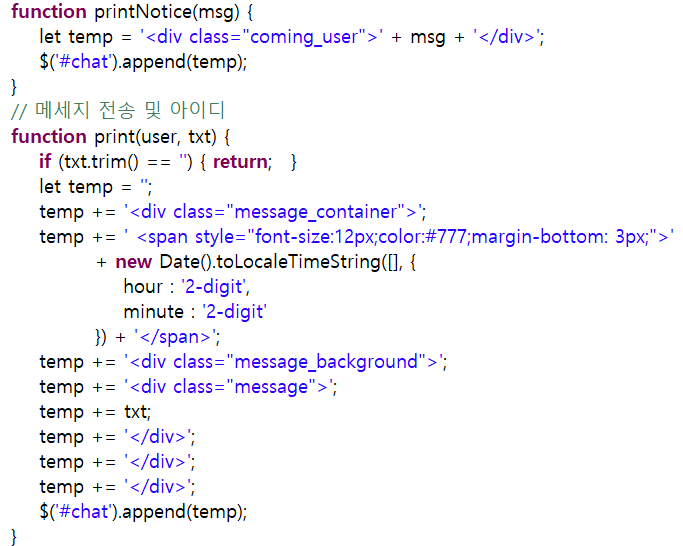 function printNotice(msg) {
let temp = '<div class="coming_user">' + msg + '</div>';
$('#chat').append(temp);
}
// 메세지 전송 및 아이디
function print(user, txt) {
if (txt.trim() == '') { return;   }
let temp = '';
temp += '<div class="message_container">';
temp += ' <span style="font-size:12px;color:#777;margin-bottom: 3px;">'
+ new Date().toLocaleTimeString([], {
hour : '2-digit',
minute : '2-digit'
}) + '</span>';
temp += '<div class="message_background">';
temp += '<div class="message">';
temp += txt;
temp += '</div>';
temp += '</div>';
temp += '</div>';
$('#chat').append(temp);
}